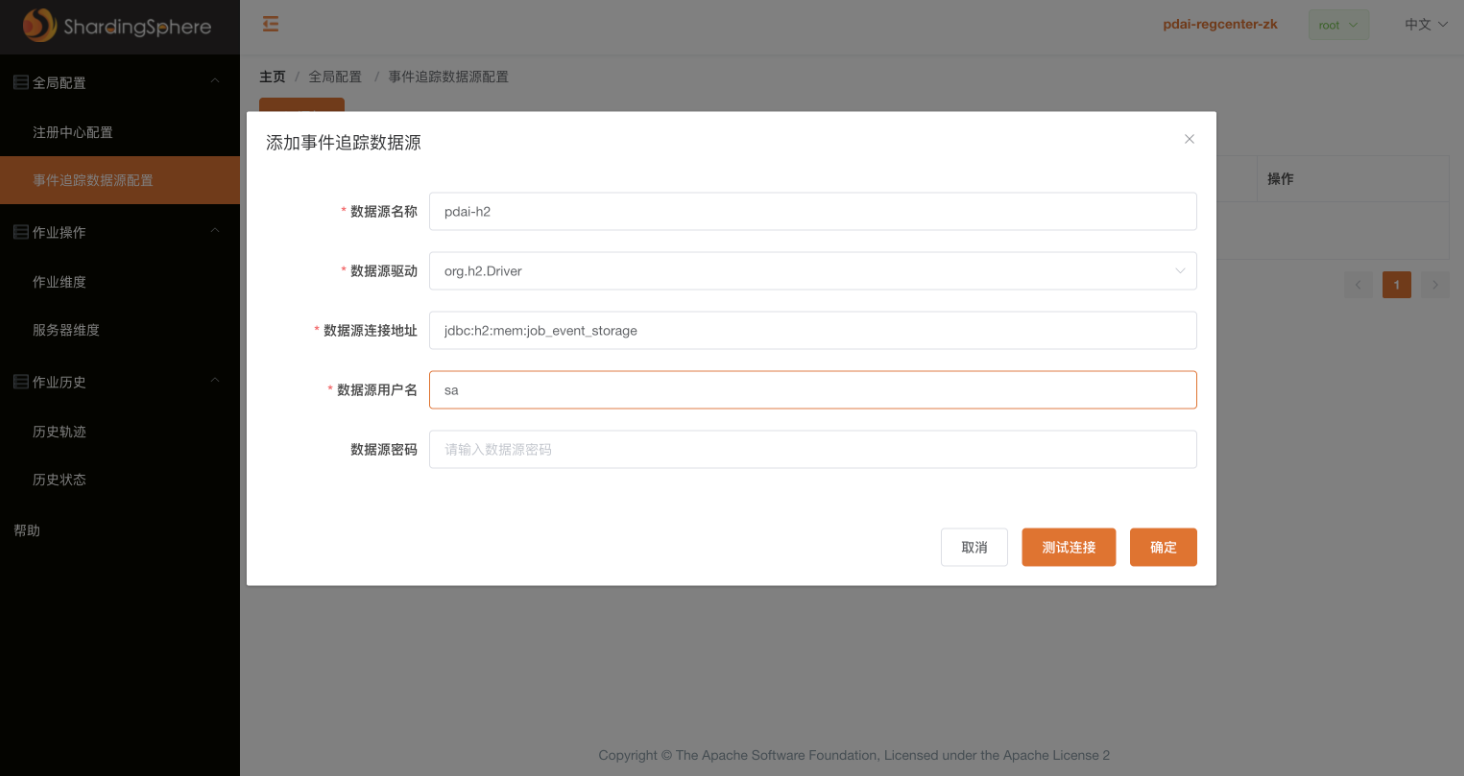 ShardingSphere
pdai-regcenter-zk
root
中文
全局配置
注册中心配置
事件追踪数据源配置
作业操作
作业维度
服务器维度
作业历史
历史轨迹
历史状态
帮助
主页 / 全局配置 / 事件追踪数据源配置
操作
1
添加事件追踪数据源
* 数据源名称 pdai-h2
* 数据源驱动 org.h2.Driver
* 数据源连接地址 jdbc:h2:mem:job_event_storage
* 数据源用户名 sa
数据源密码 请输入数据源密码
取消 测试连接 确定
Copyright © The Apache Software Foundation, Licensed under the Apache License 2